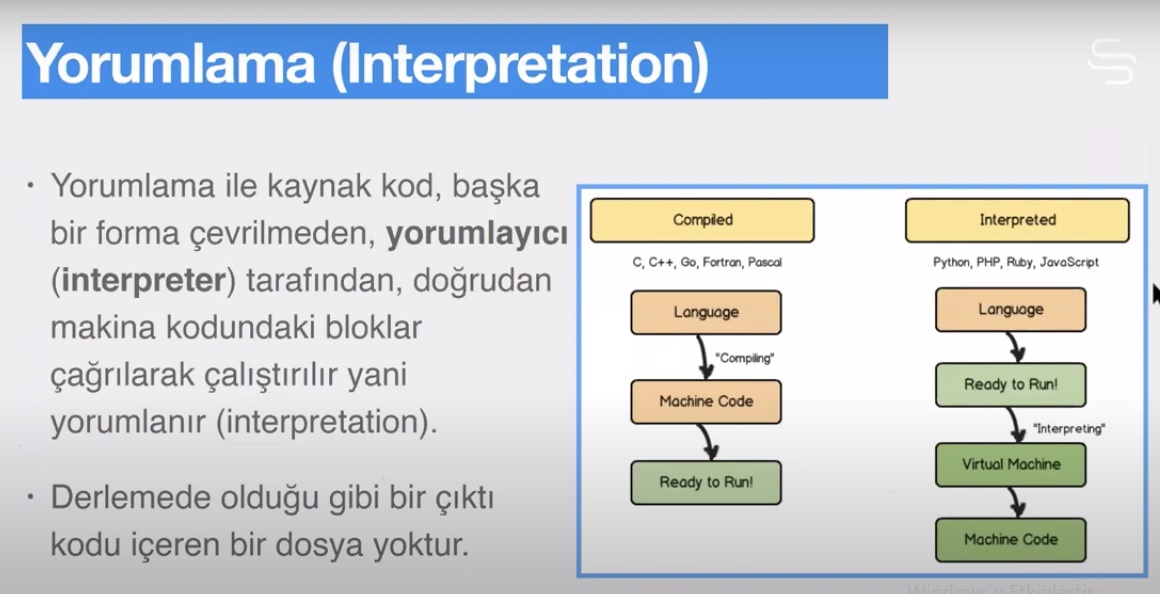 Yorumlama (Interpretation)
• Yorumlama ile kaynak kod, başka
bir forma çevrilmeden, yorumlayıcı
(interpreter) tarafından, doğrudan
makina kodundaki bloklar
çağrılarak çalıştırılır yani
yorumlanır (interpretation).
• Derlemede olduğu gibi bir çıktı
kodu içeren bir dosya yoktur.
Compiled
C, C++, Go, Fortran, Pascal
Language
"Compiling"
Machine Code
Ready to Run!
Interpreted
Python, PHP, Ruby, JavaScript
Language
Ready to Run!
"Interpreting"
Virtual Machine
Machine Code
Windows'u Etkinleştir